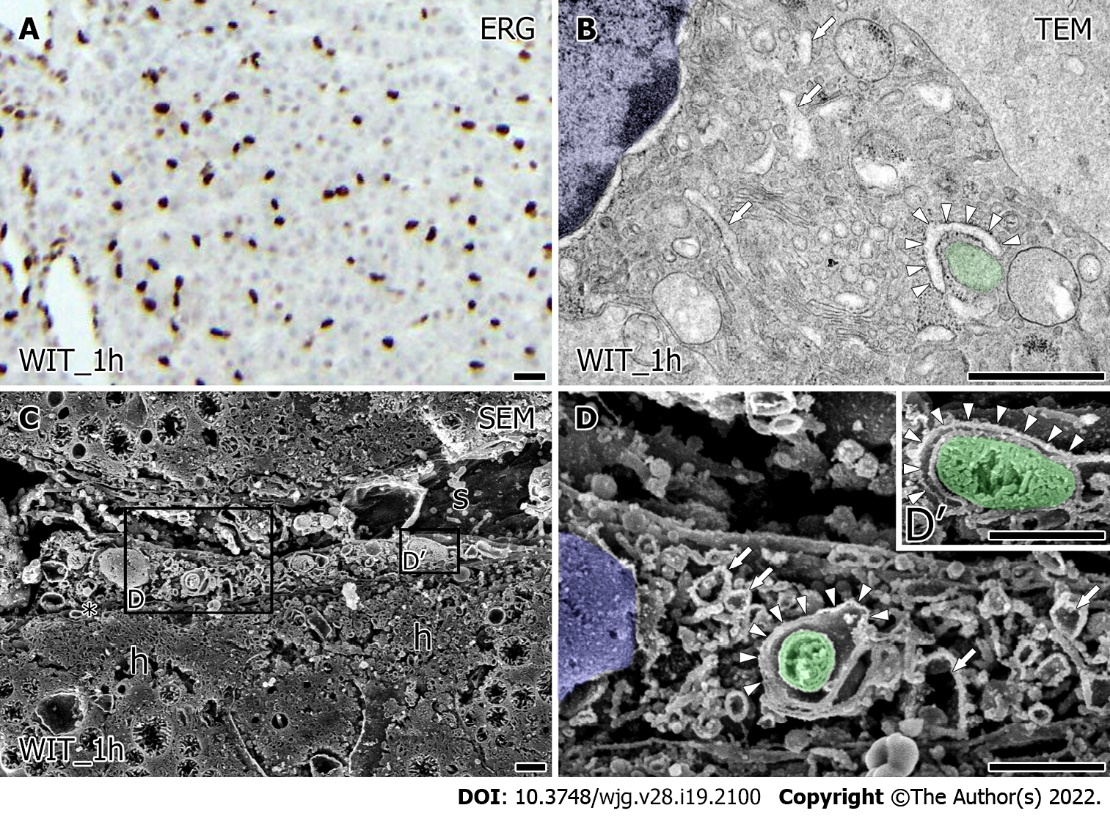 A ERG
WIT_1h
B TEM
WIT_1h
C SEM
s
D D′
*
h h
WIT_1h
D
D′
DOI: 10.3748/wjg.v28.i19.2100 Copyright ©The Author(s) 2022.